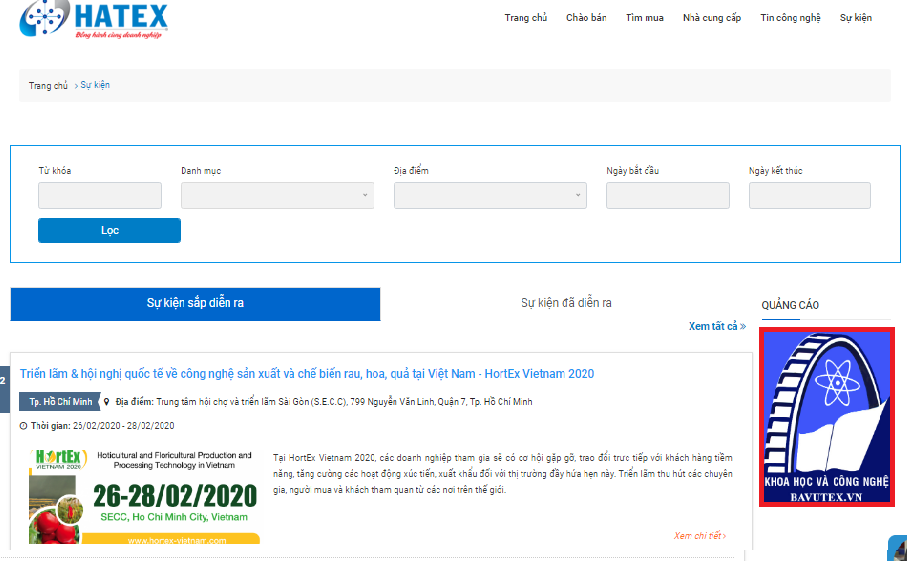 HATEX
Đồng hành cùng doanh nghiệp
Trang chủ Chào bán Tìm mua Nhà cung cấp Tin công nghệ Sự kiện
Trang chủ > Sự kiện
Từ khóa Danh mục Địa điểm Ngày bắt đầu Ngày kết thúc
Lọc
Sự kiện sắp diễn ra Sự kiện đã diễn ra
QUẢNG CÁO
Xem tất cả »
2
Triển lãm & hội nghị quốc tế về công nghệ sản xuất và chế biến rau, hoa, quả tại Việt Nam - HortEx Vietnam 2020
Tp. Hồ Chí Minh Địa điểm: Trung tâm hội chợ và triển lãm Sài Gòn (S.E.C.C), 799 Nguyễn Văn Linh, Quận 7, Tp. Hồ Chí Minh
Thời gian: 26/02/2020 - 28/02/2020
HortEx
VIETNAM 2020
Horticultural and Floricultural Production and
Processing Technology in Vietnam
26-28/02/2020
SECC, Ho Chi Minh City, Vietnam
www.hortex-vietnam.com
Tại HortEx Vietnam 2020, các doanh nghiệp tham gia sẽ có cơ hội gặp gỡ, trao đổi trực tiếp với khách hàng tiềm
năng, tăng cường các hoạt động xúc tiến, xuất khẩu đối với thị trường đầy hứa hẹn này. Triển lãm thu hút các chuyên
gia, người mua và khách tham quan từ các nơi trên thế giới.
Xem chi tiết >
KHOA HỌC VÀ CÔNG NGHỆ
BAVUTEX.VN